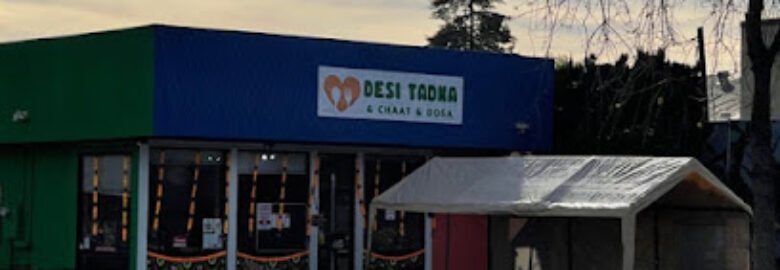 DESI TADKA
& CHAAT & DOSA